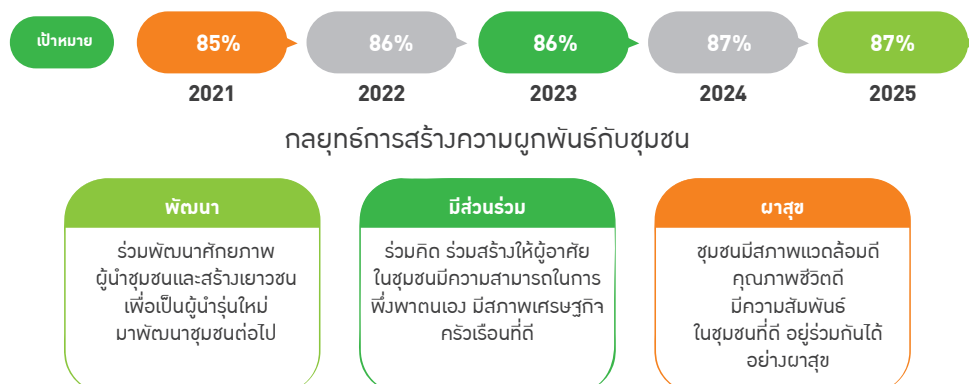 เป้าหมาย 85% 86% 86% 87% 87%
2021 2022 2023 2024 2025
กลยุทธ์การสร้างความผูกพันธ์กับชุมชน
พัฒนา
ร่วมพัฒนาศักยภาพ
ผู้นำชุมชนและสร้างเยาวชน
เพื่อเป็นผู้นำรุ่นใหม่
มาพัฒนาชุมชนต่อไป
มีส่วนร่วม
ร่วมคิด ร่วมสร้างให้ผู้อาศัย
ในชุมชนมีความสามารถในการ
พึ่งพาตนเอง มีสภาพเศรษฐกิจ
ครัวเรือนที่ดี
ผาสุข
ชุมชนมีสภาพแวดล้อมดี
คุณภาพชีวิตดี
มีความสัมพันธ์
ในชุมชนที่ดี อยู่ร่วมกันได้
อย่างผาสุข